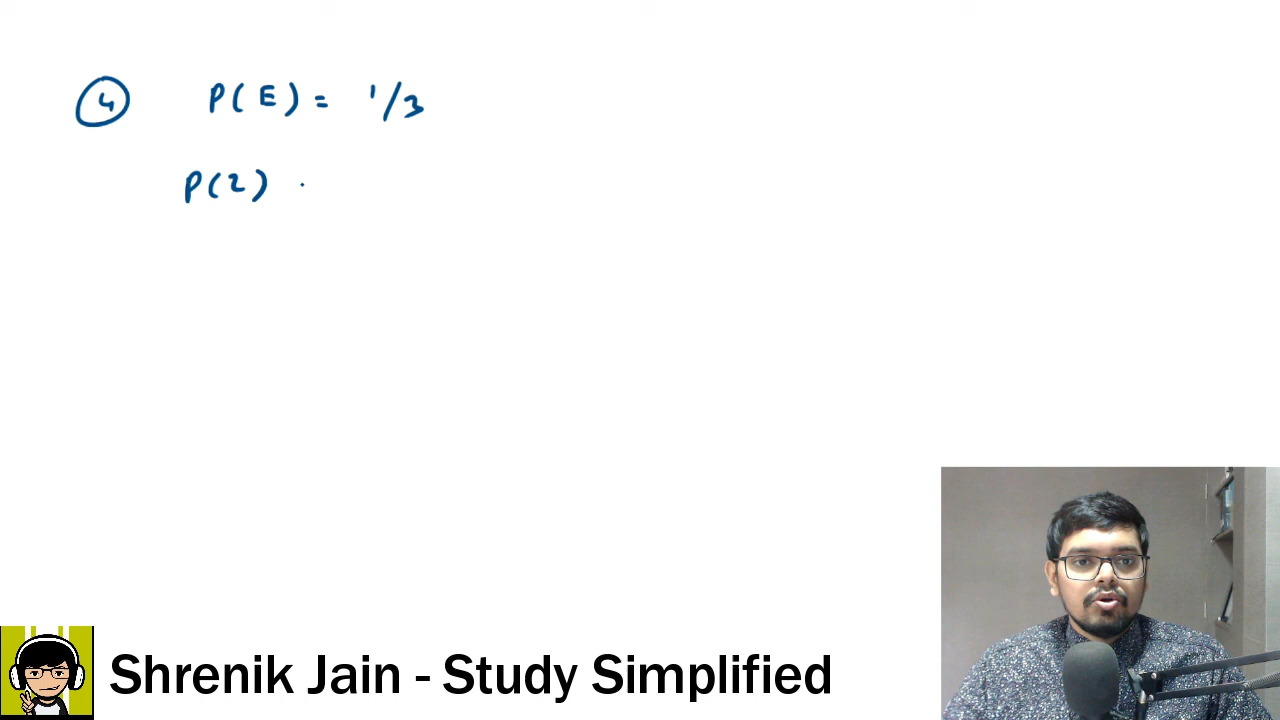 4 P(E) = 1/3
P(2) .
Shrenik Jain - Study Simplified